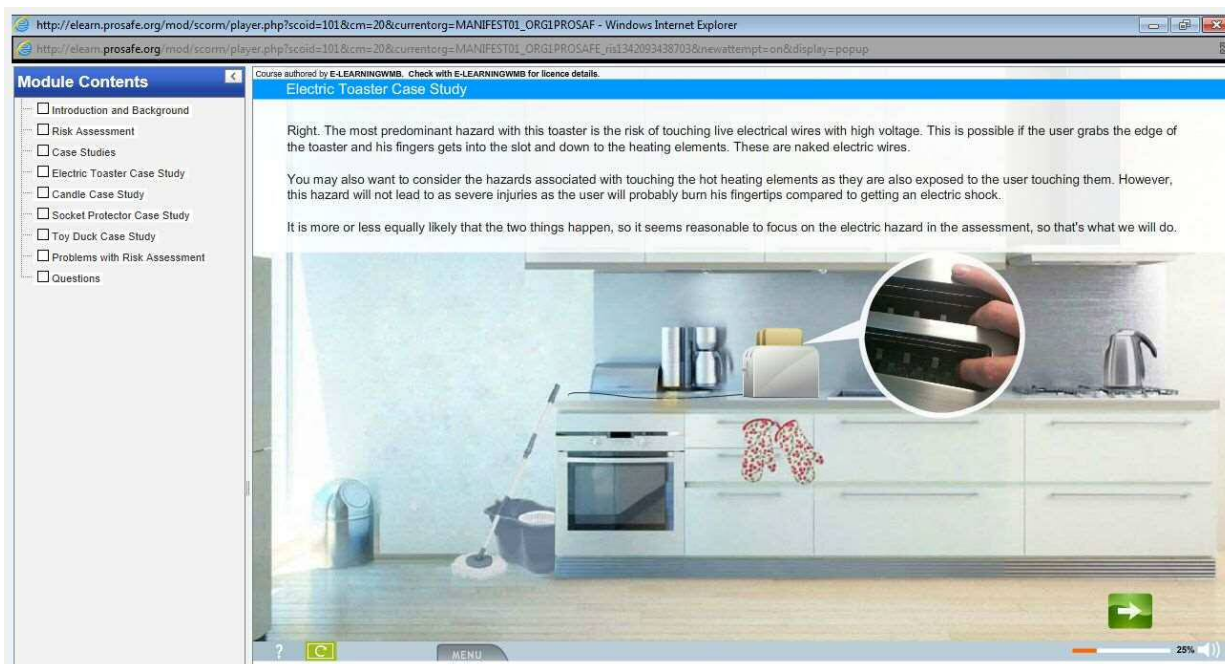 http://elearn.prosafe.org/mod/scorm/player.php?scoid=101&cm=20&currentorg=MANIFEST01_ORG1PROSAF - Windows Internet Explorer
http://elearn.prosafe.org/mod/scorm/player.php?scoid=101&cm=20&currentorg=MANIFEST01_ORG1PROSAFE_ris1342093438703&newattempt=on&display=popup
Module Contents
Introduction and Background
Risk Assessment
Case Studies
Electric Toaster Case Study
Candle Case Study
Socket Protector Case Study
Toy Duck Case Study
Problems with Risk Assessment
Questions
Course authored by E-LEARNINGWMB. Check with E-LEARNINGWMB for licence details.
Electric Toaster Case Study
Right. The most predominant hazard with this toaster is the risk of touching live electrical wires with high voltage. This is possible if the user grabs the edge of
the toaster and his fingers gets into the slot and down to the heating elements. These are naked electric wires.
You may also want to consider the hazards associated with touching the hot heating elements as they are also exposed to the user touching them. However,
this hazard will not lead to as severe injuries as the user will probably burn his fingertips compared to getting an electric shock.
It is more or less equally likely that the two things happen, so it seems reasonable to focus on the electric hazard in the assessment, so that's what we will do.
?
MENU
25%